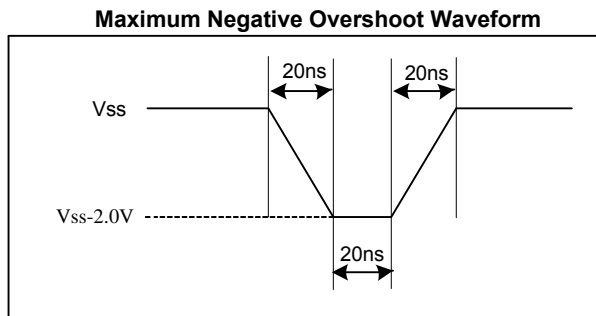 Maximum Negative Overshoot Waveform
20ns 20ns
Vss
Vss-2.0V
20ns